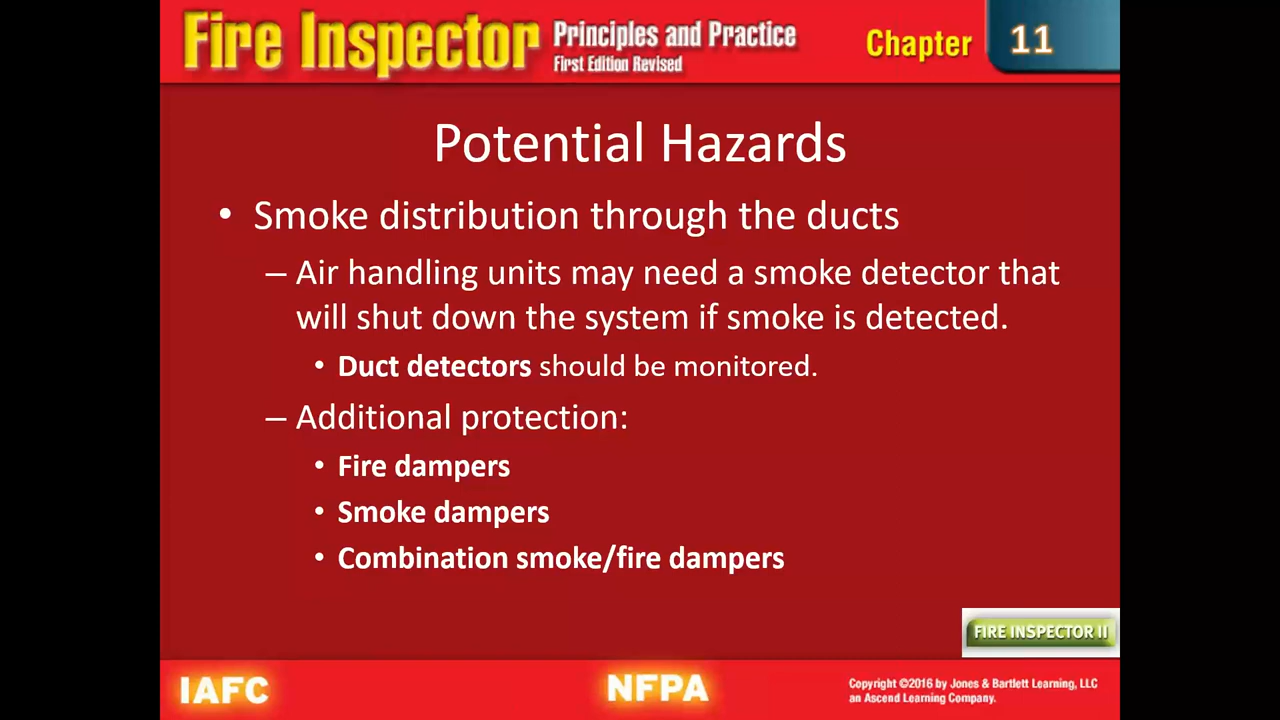 Fire Inspector Principles and Practice
First Edition Revised
Chapter 11
Potential Hazards
• Smoke distribution through the ducts
– Air handling units may need a smoke detector that
will shut down the system if smoke is detected.
• Duct detectors should be monitored.
– Additional protection:
• Fire dampers
• Smoke dampers
• Combination smoke/fire dampers
FIRE INSPECTOR II
IAFC
NFPA
Copyright ©2016 by Jones & Bartlett Learning, LLC
an Ascend Learning Company.